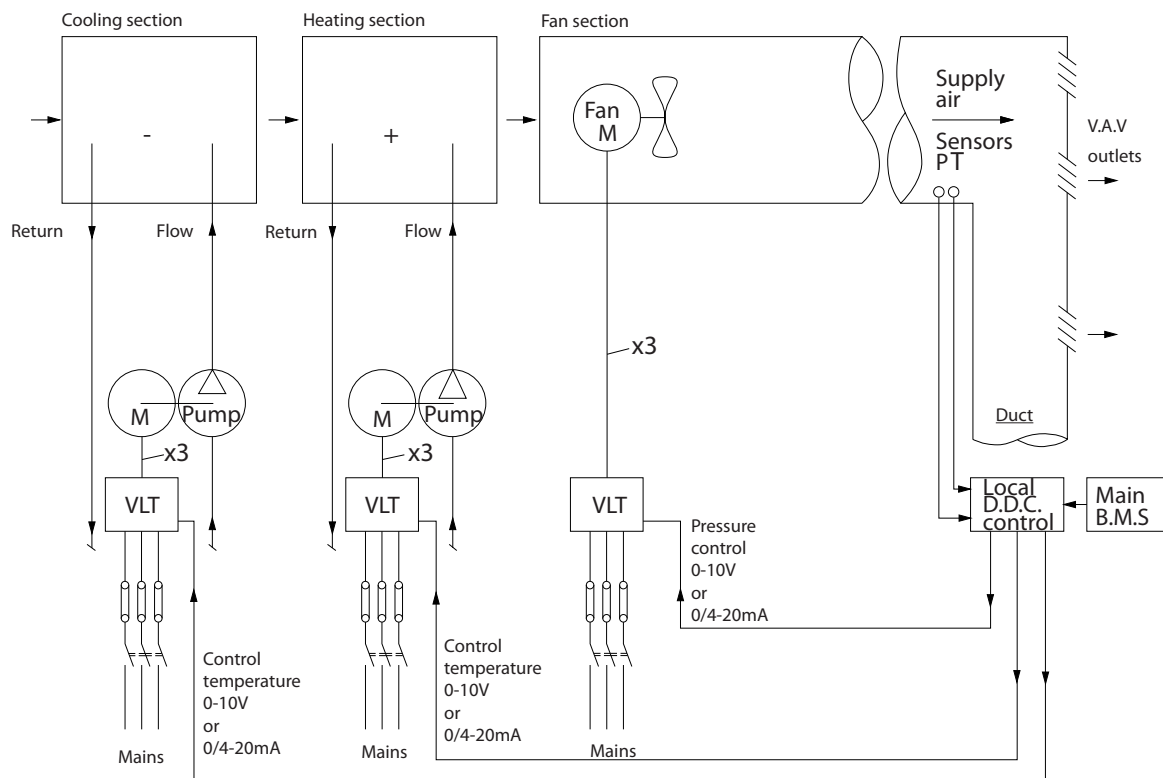 Cooling section
Heating section
Fan section
-
+
Fan
M
Supply
air
Sensors
PT
V.A.V
outlets
Return
Flow
Return
Flow
x3
M
Pump
M
Pump
Duct
x3
x3
VLT
VLT
VLT
Local
D.D.C.
control
Main
B.M.S
Pressure
control
0-10V
or
0/4-20mA
Control
temperature
0-10V
or
0/4-20mA
Control
temperature
0-10V
or
0/4-20mA
Mains
Mains
Mains